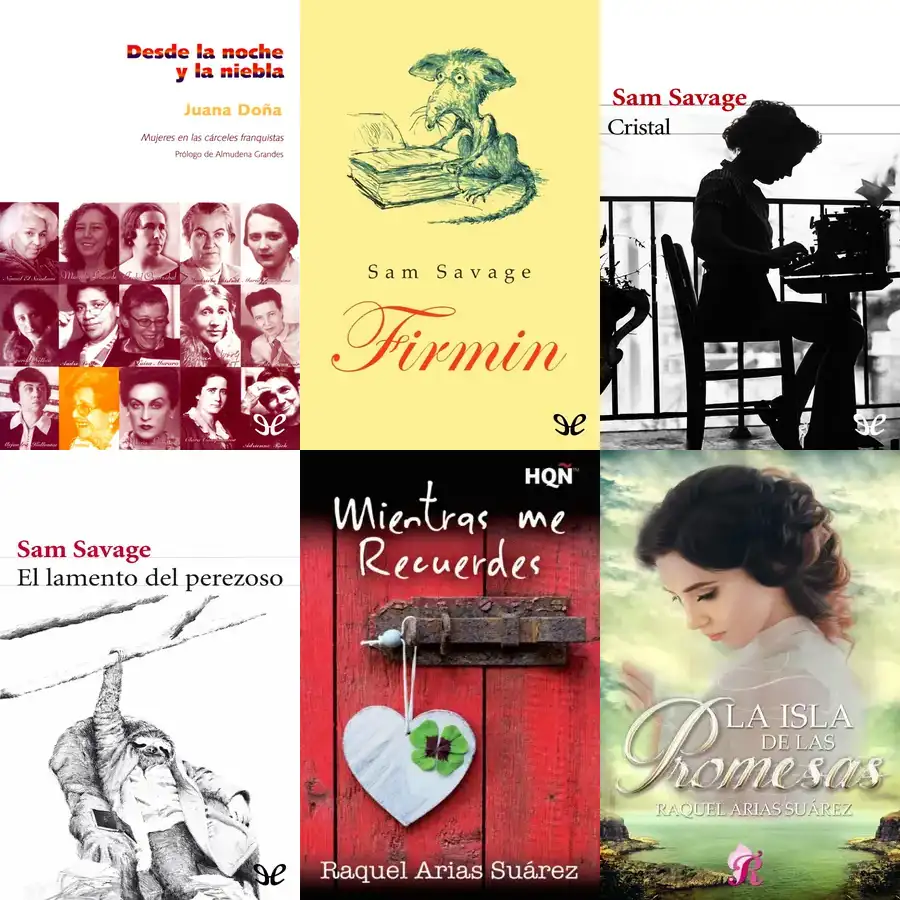 Desde la noche
y la niebla
Juana Doña
Mujeres en las cárceles franquistas
Prólogo de Almudena Grandes
Sam Savage
Firmin
Sam Savage
Cristal
Sam Savage
El lamento del perezoso
HQÑ
Mientras me
Recuerdes
Raquel Arias Suárez
LA ISLA
DE LAS
Promesas
RAQUEL ARIAS SUÁREZ
R